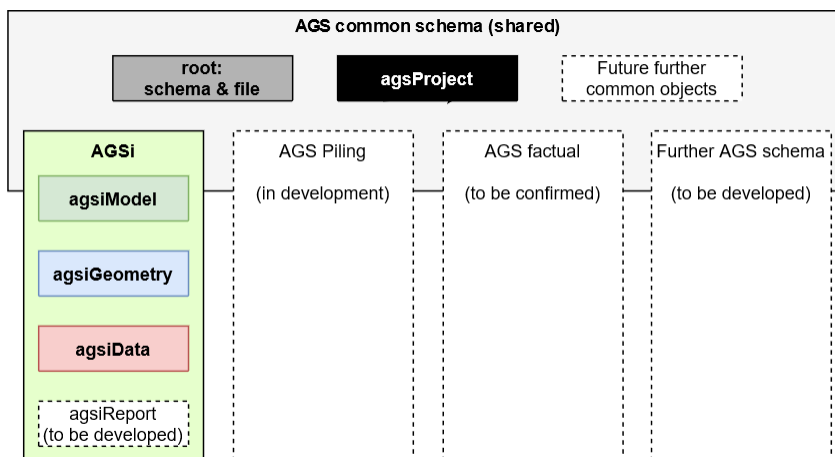 AGS common schema (shared)
root:
schema & file
agsProject
Future further
common objects
AGSi
agsiModel
agsiGeometry
agsiData
agsiReport
(to be developed)
AGS Piling
(in development)
AGS factual
(to be confirmed)
Further AGS schema
(to be developed)